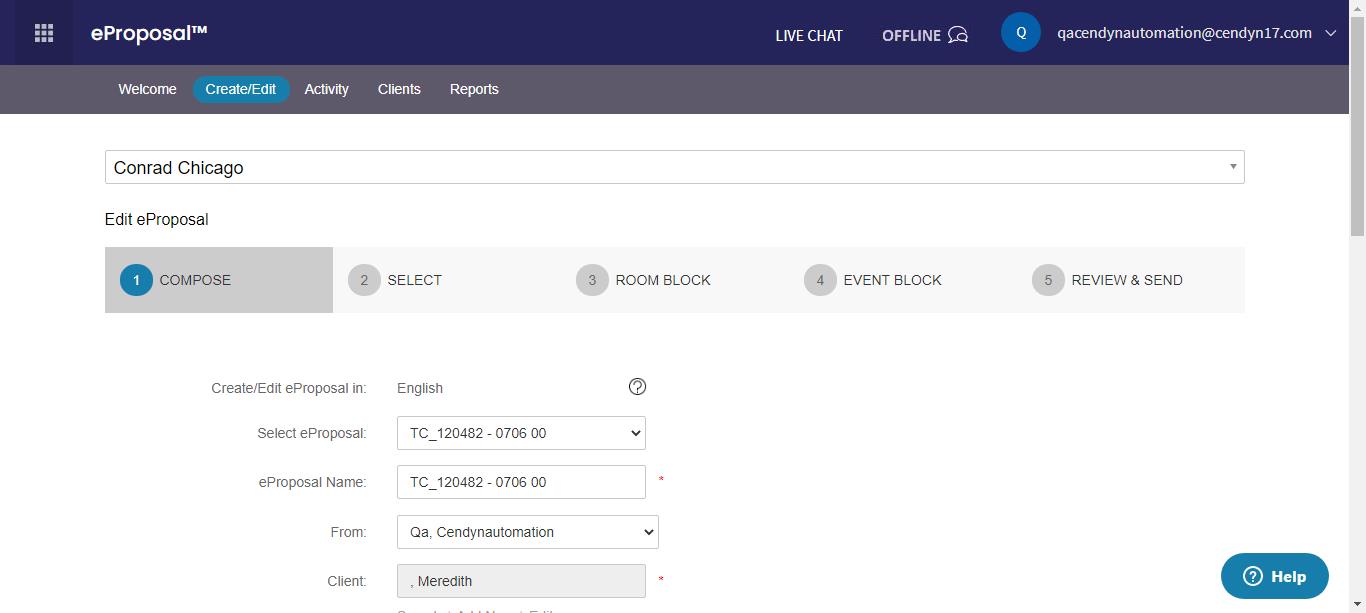 eProposal™
LIVE CHAT
OFFLINE
Q
qacendynautomation@cendyn17.com
Welcome Create/Edit Activity Clients Reports
Conrad Chicago
Edit eProposal
1 COMPOSE 2 SELECT 3 ROOM BLOCK 4 EVENT BLOCK 5 REVIEW & SEND
Create/Edit eProposal in: English ?
Select eProposal: TC_120482 - 0706 00
eProposal Name: TC_120482 - 0706 00 *
From: Qa, Cendynautomation
Client: , Meredith *
? Help